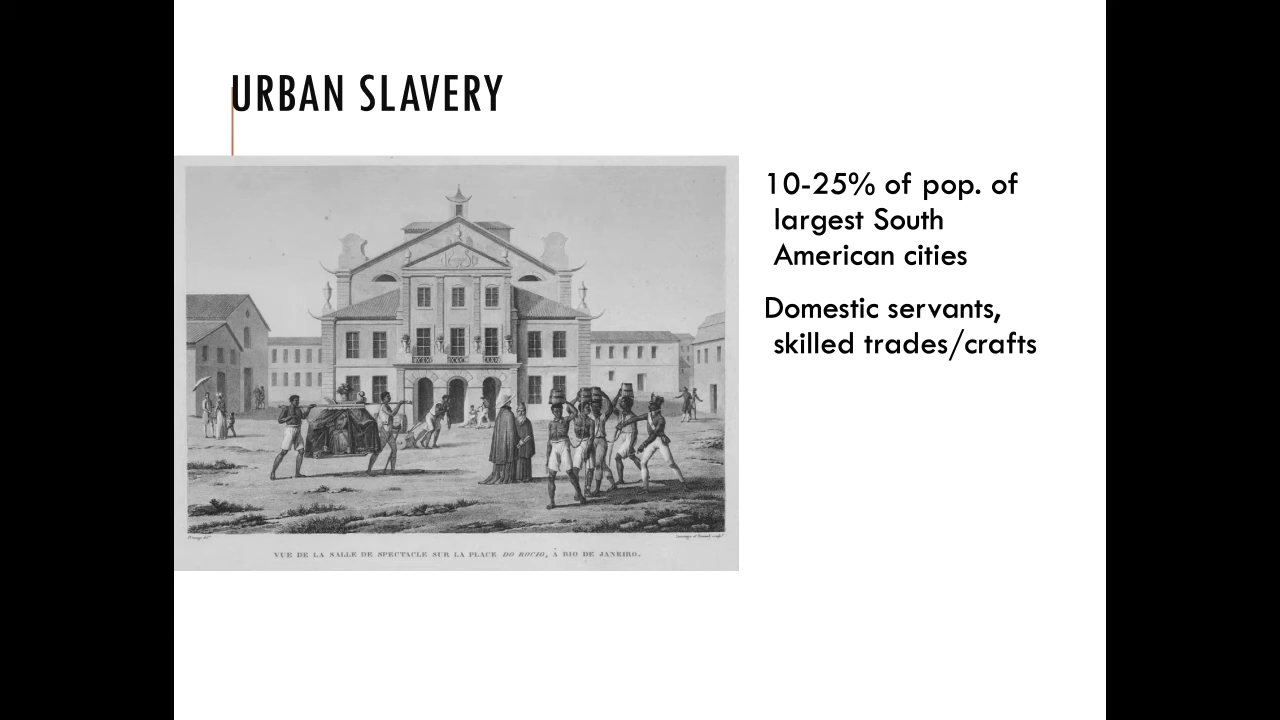 URBAN SLAVERY
10-25% of pop. of
largest South
American cities
Domestic servants,
skilled trades/crafts
VUE DE LA SALLE DE SPECTACLE SUR LA PLACE DO ROCIO, À RIO DE JANEIRO.